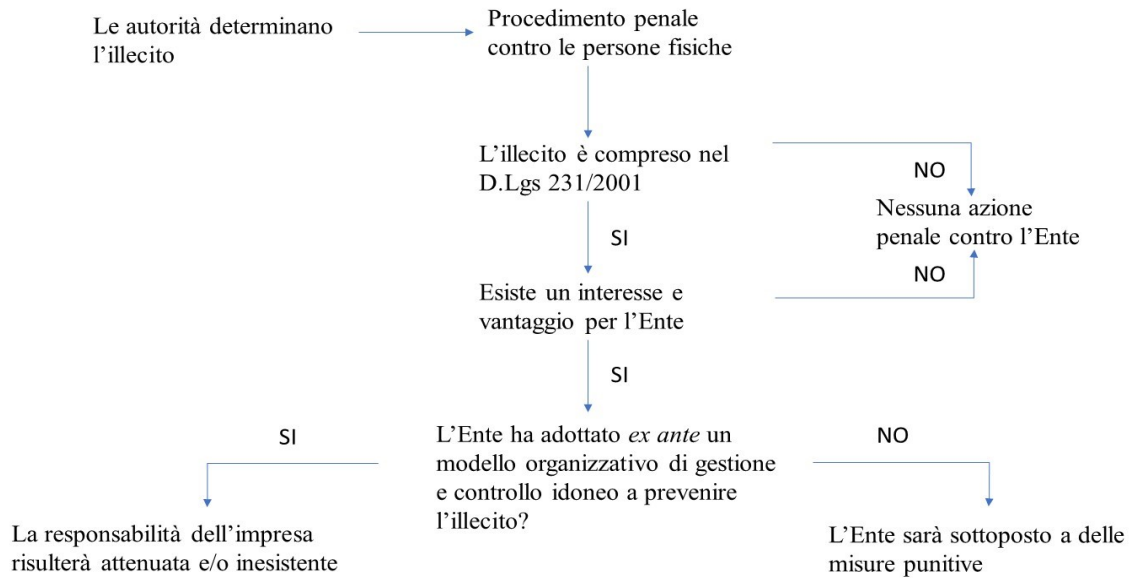 Le autorità determinano
l'illecito
Procedimento penale
contro le persone fisiche
L'illecito è compreso nel
D.Lgs 231/2001
NO
Nessuna azione
penale contro l'Ente
SI
NO
Esiste un interesse e
vantaggio per l'Ente
SI
SI
L'Ente ha adottato ex ante un
modello organizzativo di gestione
e controllo idoneo a prevenire
l'illecito?
NO
La responsabilità dell'impresa
risulterà attenuata e/o inesistente
L'Ente sarà sottoposto a delle
misure punitive